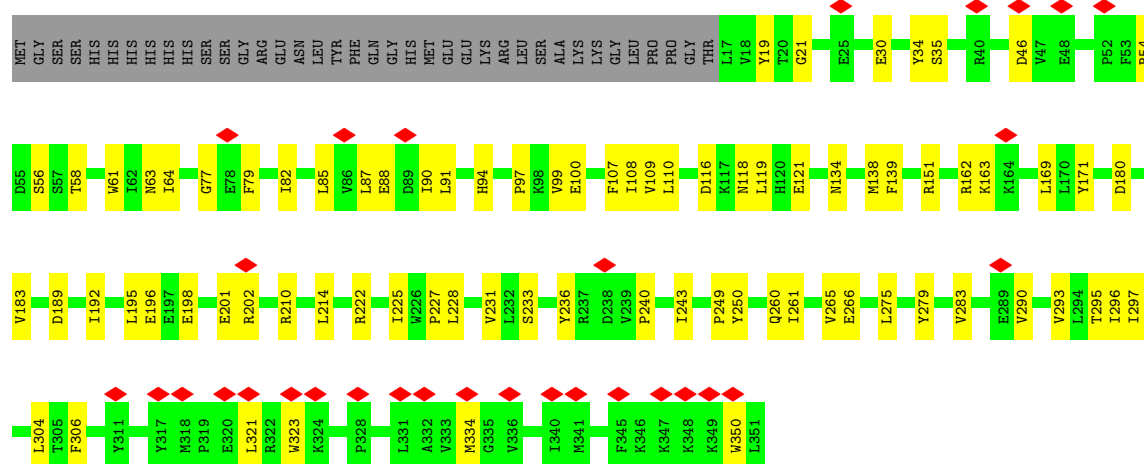 MET GLY SER SER HIS HIS HIS HIS HIS HIS SER SER GLY ARG GLU ASN LEU TYR PHE GLN GLY HIS MET GLU GLU LYS ARG LEU SER ALA LYS LYS GLY LEU PRO PRO GLY THR L17 V18 Y19 T20 G21 E25 E30 Y34 S35 R40 D46 V47 E48 P52 F53
D55 S56 S57 T58 W61 I62 N63 I64 G77 E78 F79 I82 L85 V86 L87 E88 D89 I90 L91 H94 P97 K98 V99 E100 F107 I108 V109 L110 D116 K117 N118 L119 H120 E121 N134 M138 F139 R151 R162 K163 K164 L169 L170 Y171 D180
V183 D189 I192 L195 E196 E197 E198 E201 R202 R210 L214 R222 I225 W226 P227 L228 V231 L232 S233 Y236 R237 D238 V239 P240 I243 P249 Y250 Q260 I261 V265 E266 L275 Y279 V283 E289 V290 V293 L294 T295 I296 I297
L304 T305 F306 Y311 Y317 M318 P319 E320 L321 R322 W323 K324 P328 L331 A332 V333 M334 G335 V336 I340 M341 F345 K346 K347 K348 K349 W350 L351